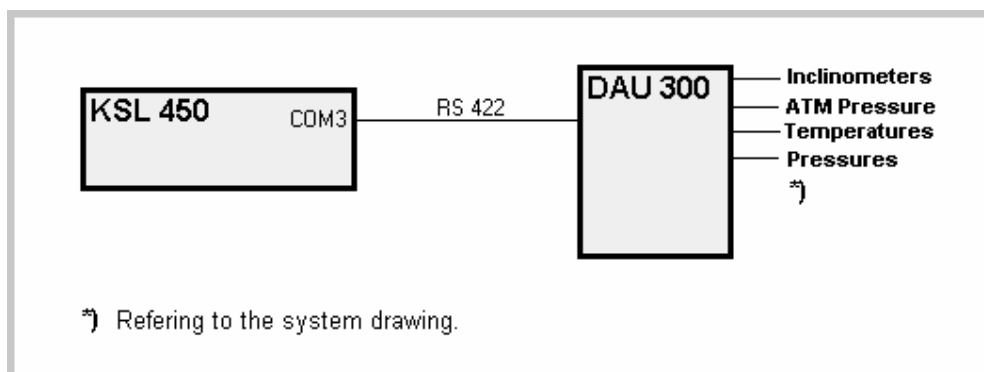 KSL 450
COM3
RS 422
DAU 300
Inclinometers
ATM Pressure
Temperatures
Pressures
*)
*) Refering to the system drawing.